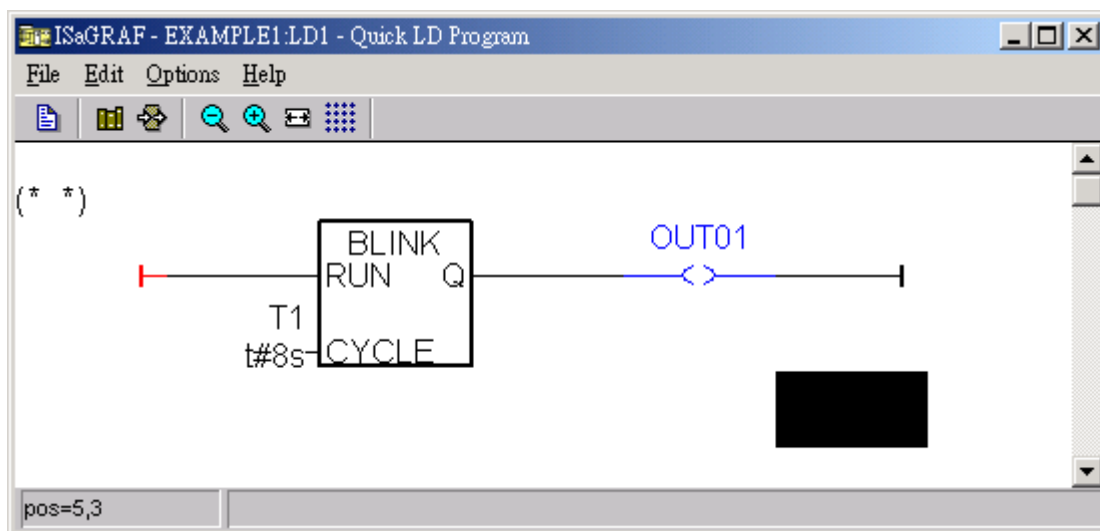 ISaGRAF - EXAMPLE1:LD1 - Quick LD Program
File Edit Options Help
(* *)
BLINK
OUT01
RUN Q
T1
t#8s CYCLE
pos=5,3